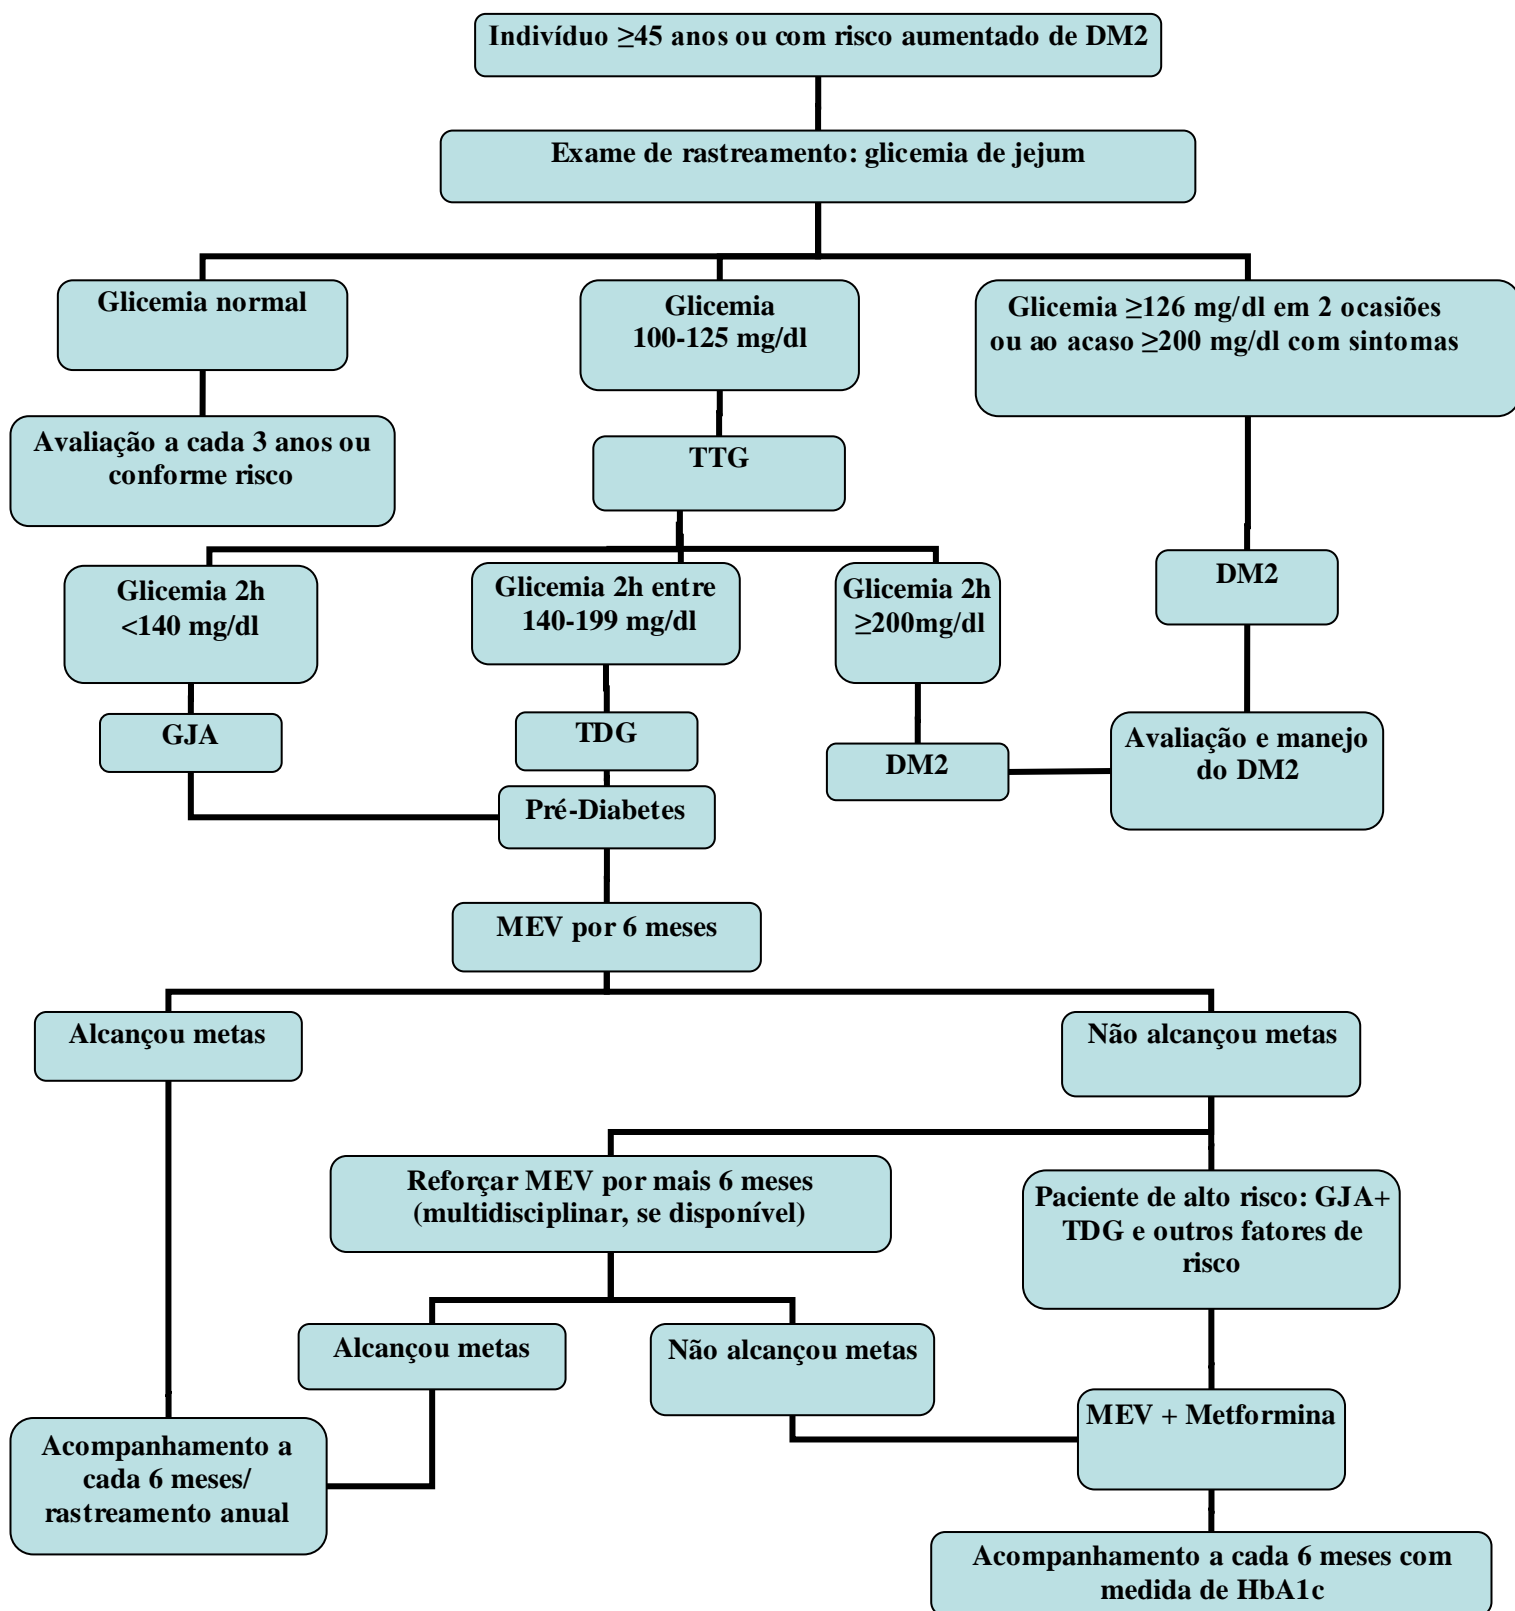 Indivíduo ≥45 anos ou com risco aumentado de DM2
Exame de rastreamento: glicemia de jejum
Glicemia normal
Glicemia
100-125 mg/dl
Glicemia ≥126 mg/dl em 2 ocasiões
ou ao acaso ≥200 mg/dl com sintomas
Avaliação a cada 3 anos ou
conforme risco
TTG
Glicemia 2h
<140 mg/dl
Glicemia 2h entre
140-199 mg/dl
Glicemia 2h
≥200mg/dl
DM2
GJA
TDG
DM2
Avaliação e manejo
do DM2
Pré-Diabetes
MEV por 6 meses
Alcançou metas
Não alcançou metas
Reforçar MEV por mais 6 meses
(multidisciplinar, se disponível)
Paciente de alto risco: GJA+
TDG e outros fatores de
risco
Alcançou metas
Não alcançou metas
MEV + Metformina
Acompanhamento a
cada 6 meses/
rastreamento anual
Acompanhamento a cada 6 meses com
medida de HbA1c